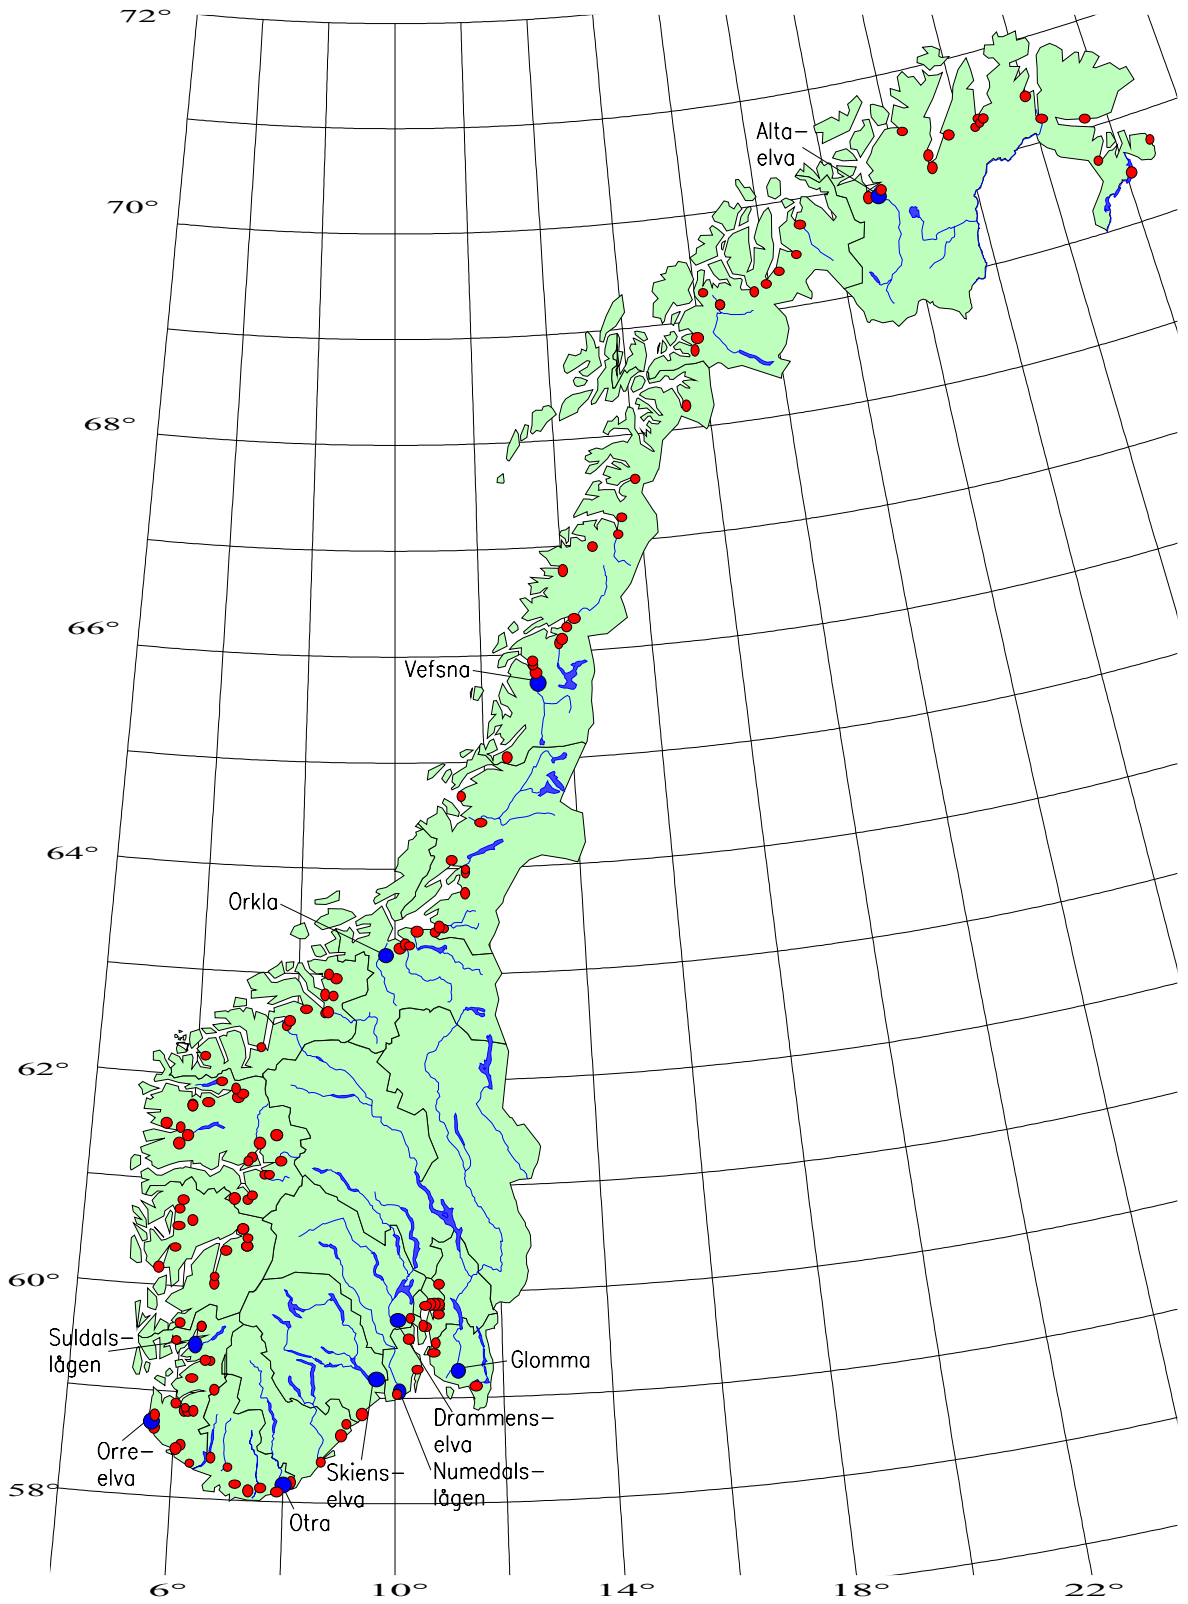 72°
Alta-
elva
70°
68°
66°
Vefsna
64°
Orkla
62°
60°
Suldals-
lågen
Glomma
Drammens-
elva
Orre-
elva
Skiens-
elva
Numedals-
lågen
58°
Otra
6°
10°
14°
18°
22°